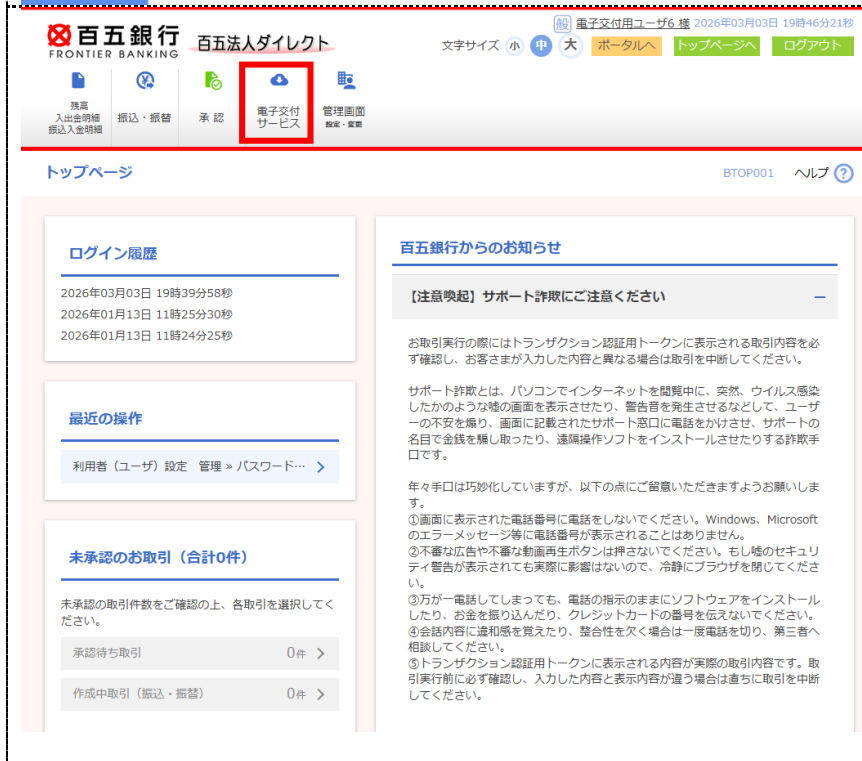 百五銀行
FRONTIER BANKING
百五法人ダイレクト
般 電子交付用ユーザ6 様 2026年03月03日 19時46分21秒
文字サイズ 小 中 大 ポータルへ トップページへ ログアウト
残高
入出金明細
振込入金明細
振込・振替
承認
電子交付
サービス
管理画面
設定・変更
トップページ
BTOP001 ヘルプ ?
ログイン履歴
2026年03月03日 19時39分58秒
2026年01月13日 11時25分30秒
2026年01月13日 11時24分25秒
最近の操作
利用者（ユーザ）設定 管理 » パスワード…
未承認のお取引（合計0件）
未承認の取引件数をご確認の上、各取引を選択してく
ださい。
承認待ち取引 0件
作成中取引（振込・振替） 0件
百五銀行からのお知らせ
【注意喚起】サポート詐欺にご注意ください
お取引実行の際にはトランザクション認証用トークンに表示される取引内容を必
ず確認し、お客さまが入力した内容と異なる場合は取引を中断してください。
サポート詐欺とは、パソコンでインターネットを閲覧中に、突然、ウイルス感染
したかのような嘘の画面を表示させたり、警告音を発生させるなどして、ユーザ
ーの不安を煽り、画面に記載されたサポート窓口に電話をかけさせ、サポートの
名目で金銭を騙し取ったり、遠隔操作ソフトをインストールさせたりする詐欺手
口です。
年々手口は巧妙化していますが、以下の点にご留意いただきますようお願いしま
す。
①画面に表示された電話番号に電話をしないでください。Windows、Microsoft
のエラーメッセージ等に電話番号が表示されることはありません。
②不審な広告や不審な動画再生ボタンは押さないでください。もし嘘のセキュリ
ティ警告が表示されても実際に影響はないので、冷静にブラウザを閉じてくださ
い。
③万が一電話してしまっても、電話の指示のままにソフトウェアをインストール
したり、お金を振り込んだり、クレジットカードの番号を伝えないでください。
④会話内容に違和感を覚えたり、整合性を欠く場合は一度電話を切り、第三者へ
相談してください。
⑤トランザクション認証用トークンに表示される内容が実際の取引内容です。取
引実行前に必ず確認し、入力した内容と表示内容が違う場合は直ちに取引を中断
してください。